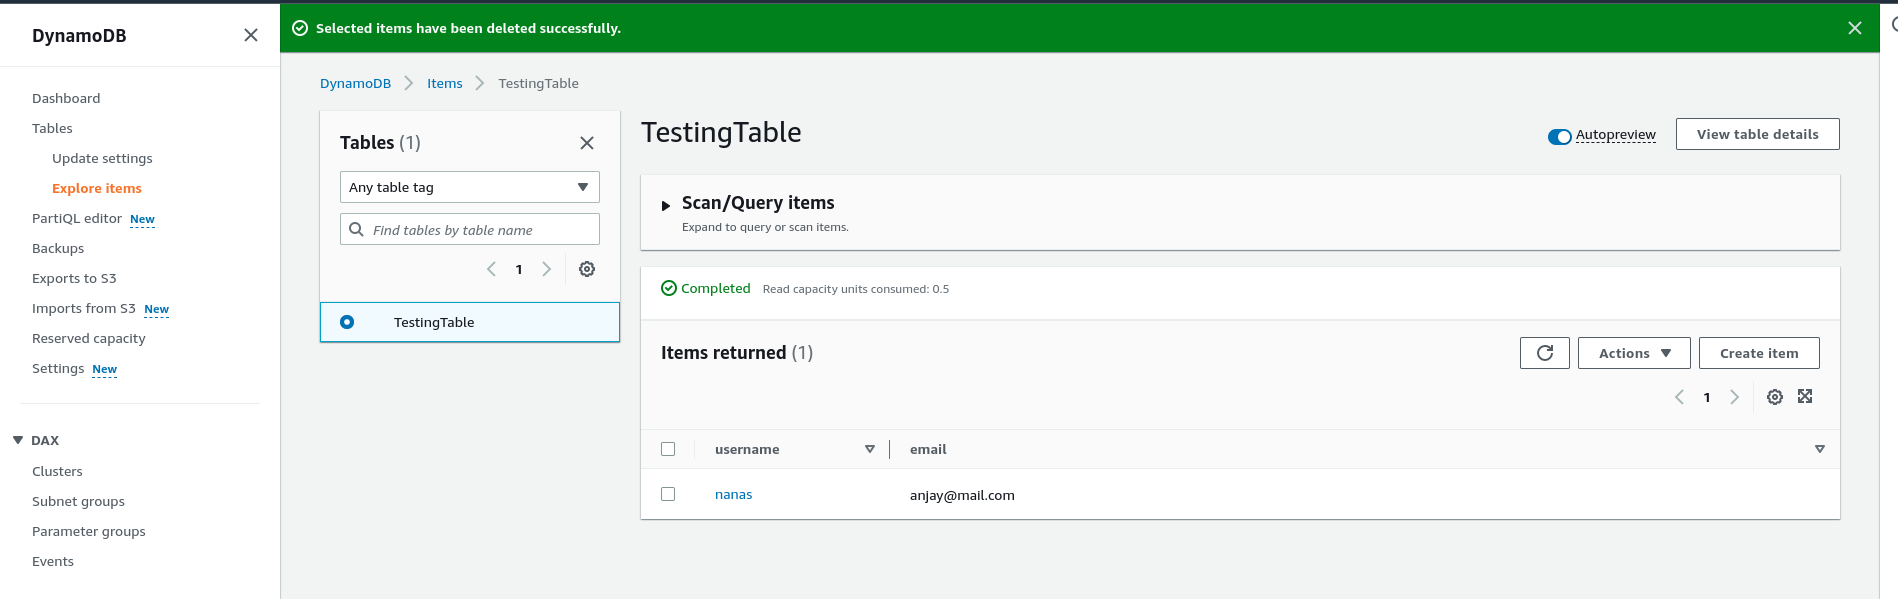 DynamoDB
Dashboard
Tables
Update settings
Explore items
PartiQL editor New
Backups
Exports to S3
Imports from S3 New
Reserved capacity
Settings New
DAX
Clusters
Subnet groups
Parameter groups
Events
Selected items have been deleted successfully.
DynamoDB Items TestingTable
Tables (1)
Any table tag
Find tables by table name
1
TestingTable
TestingTable
Autopreview View table details
Scan/Query items
Expand to query or scan items.
Completed Read capacity units consumed: 0.5
Items returned (1)
Actions Create item
1
username email
nanas anjay@mail.com